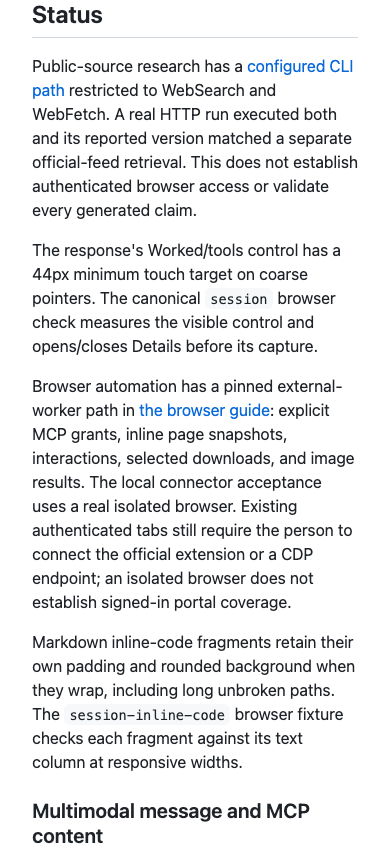 Status
Public-source research has a configured CLI
path restricted to WebSearch and
WebFetch. A real HTTP run executed both
and its reported version matched a separate
official-feed retrieval. This does not establish
authenticated browser access or validate
every generated claim.
The response's Worked/tools control has a
44px minimum touch target on coarse
pointers. The canonical session browser
check measures the visible control and
opens/closes Details before its capture.
Browser automation has a pinned external-
worker path in the browser guide: explicit
MCP grants, inline page snapshots,
interactions, selected downloads, and image
results. The local connector acceptance
uses a real isolated browser. Existing
authenticated tabs still require the person to
connect the official extension or a CDP
endpoint; an isolated browser does not
establish signed-in portal coverage.
Markdown inline-code fragments retain their
own padding and rounded background when
they wrap, including long unbroken paths.
The session-inline-code browser fixture
checks each fragment against its text
column at responsive widths.
Multimodal message and MCP
content